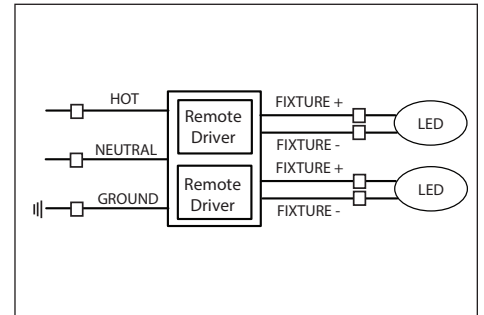 HOT
NEUTRAL
GROUND
Remote
Driver
Remote
Driver
FIXTURE +
FIXTURE -
FIXTURE +
FIXTURE -
LED
LED